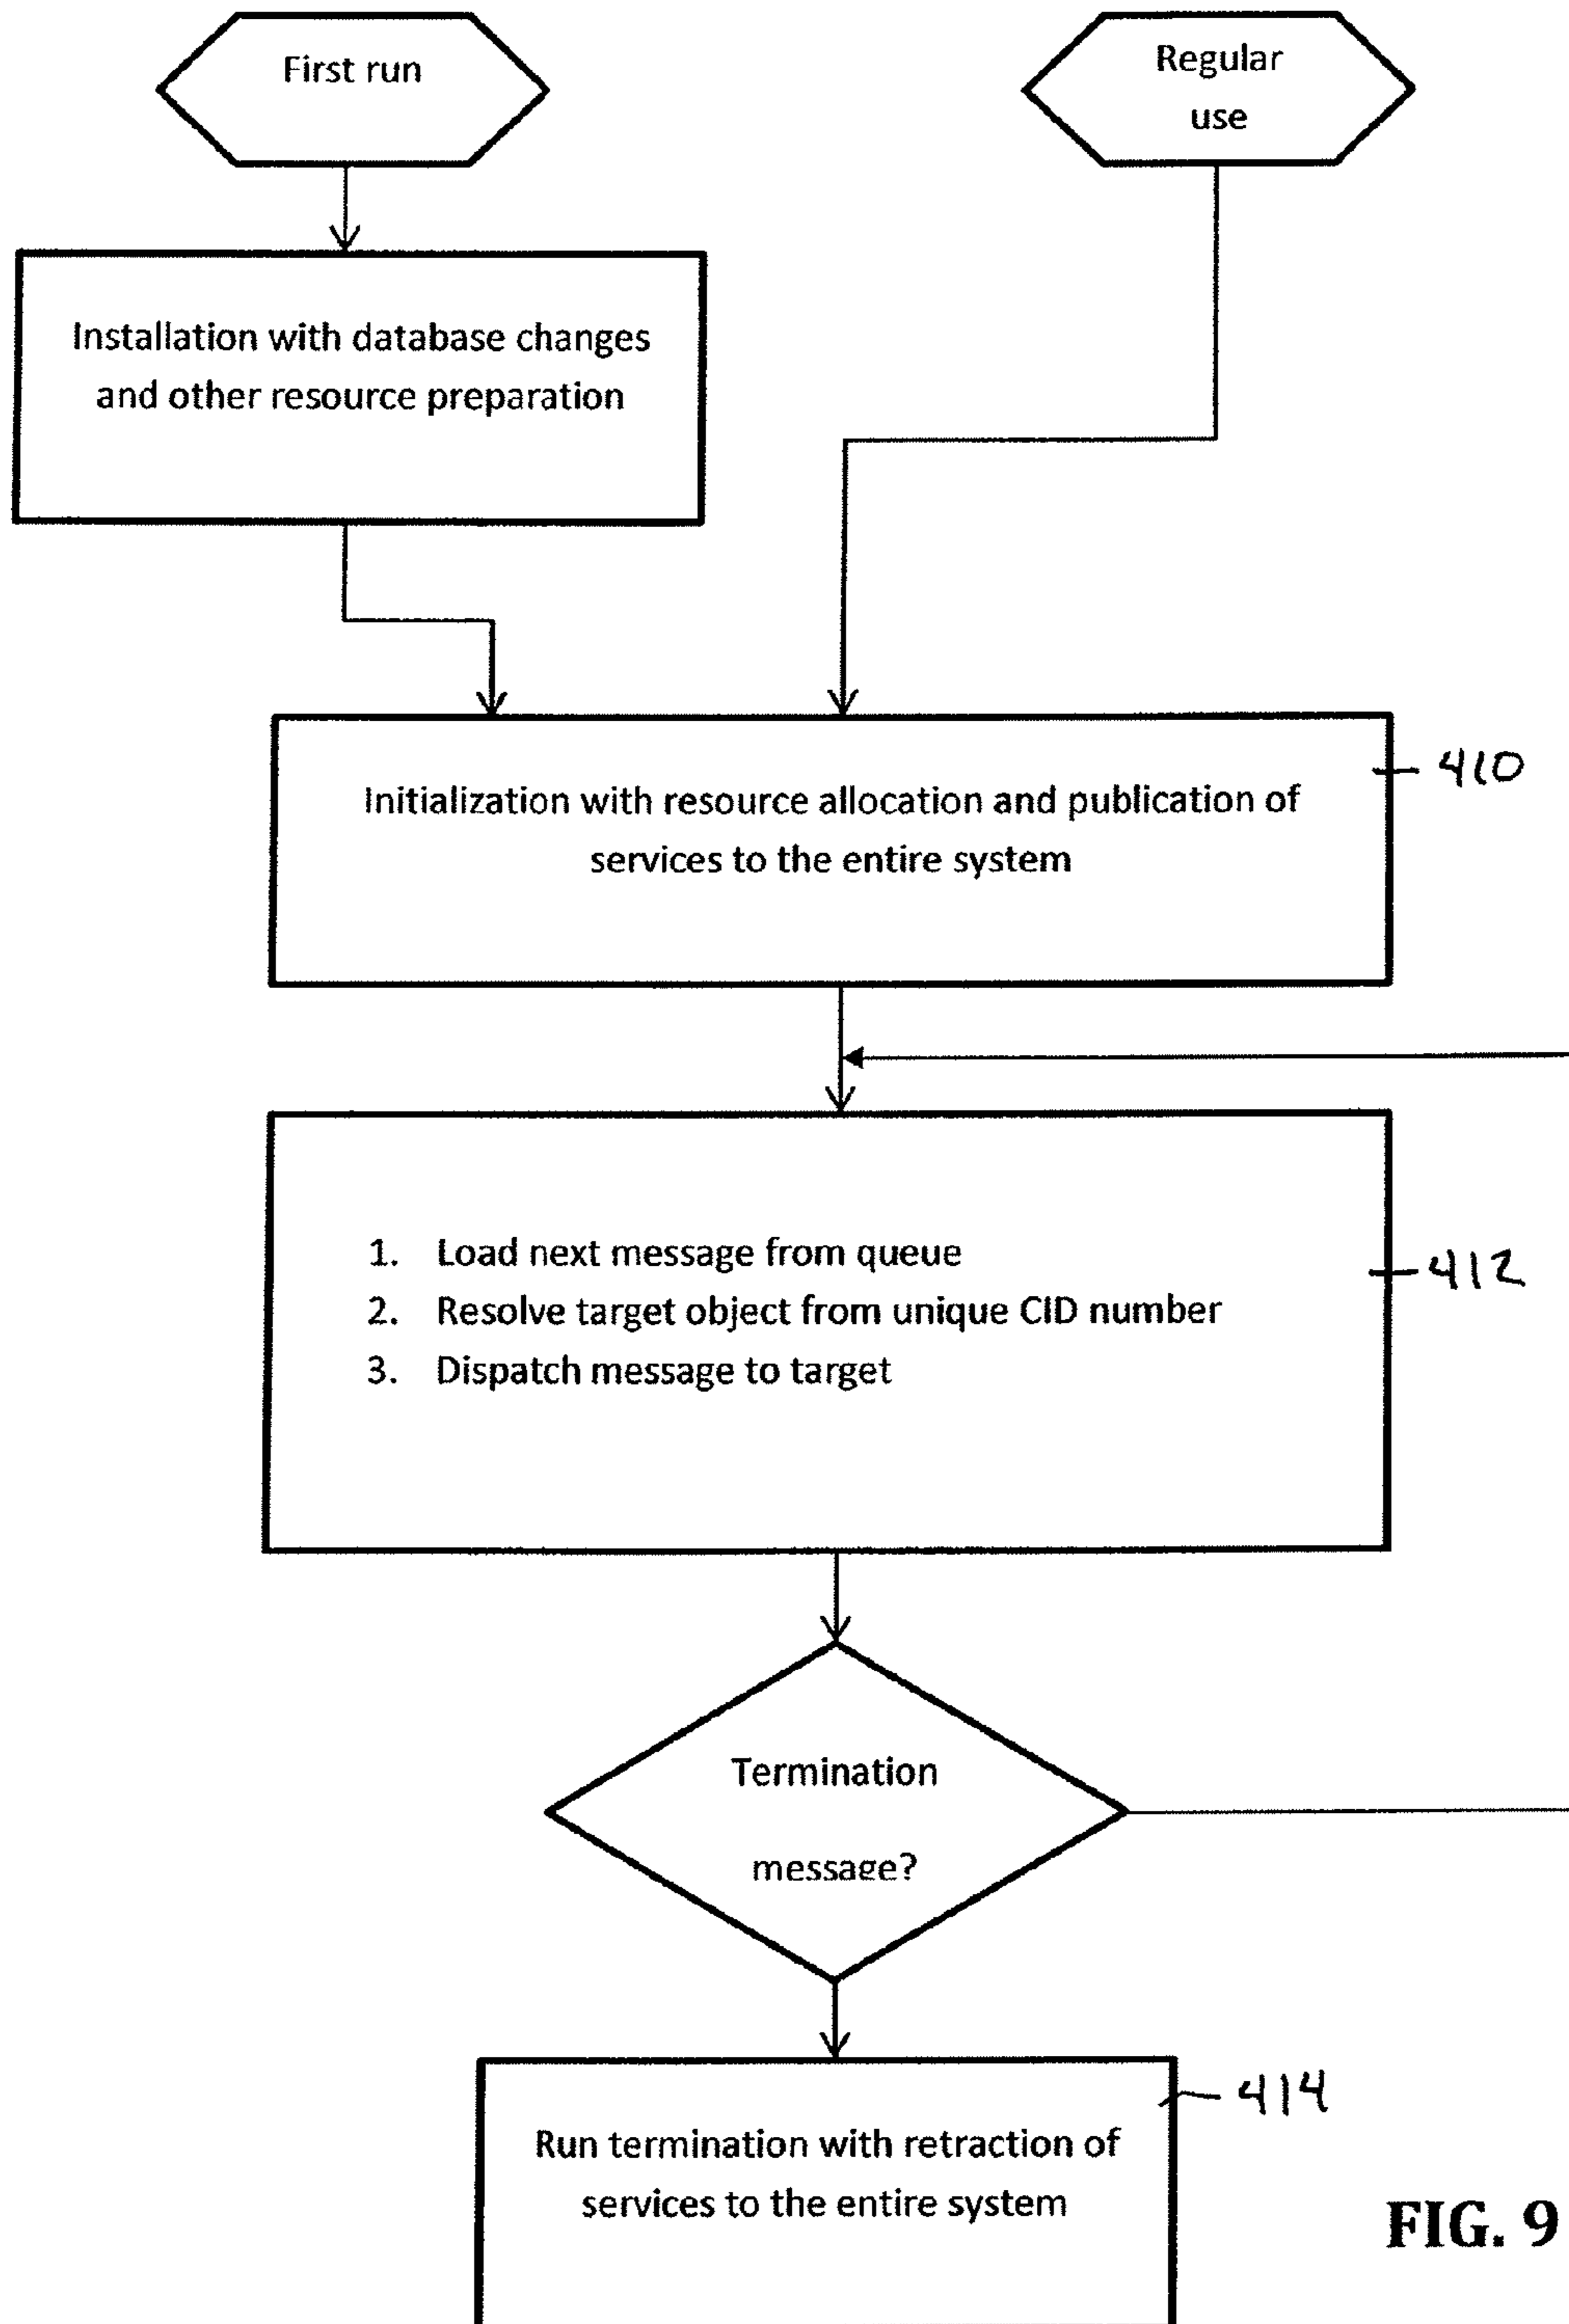 First run
Regular
use
Installation with database changes
and other resource preparation
410
Initialization with resource allocation and publication of
services to the entire system
412
1. Load next message from queue
2. Resolve target object from unique CID number
3. Dispatch message to target
Termination
message?
414
Run termination with retraction of
services to the entire system
FIG. 9